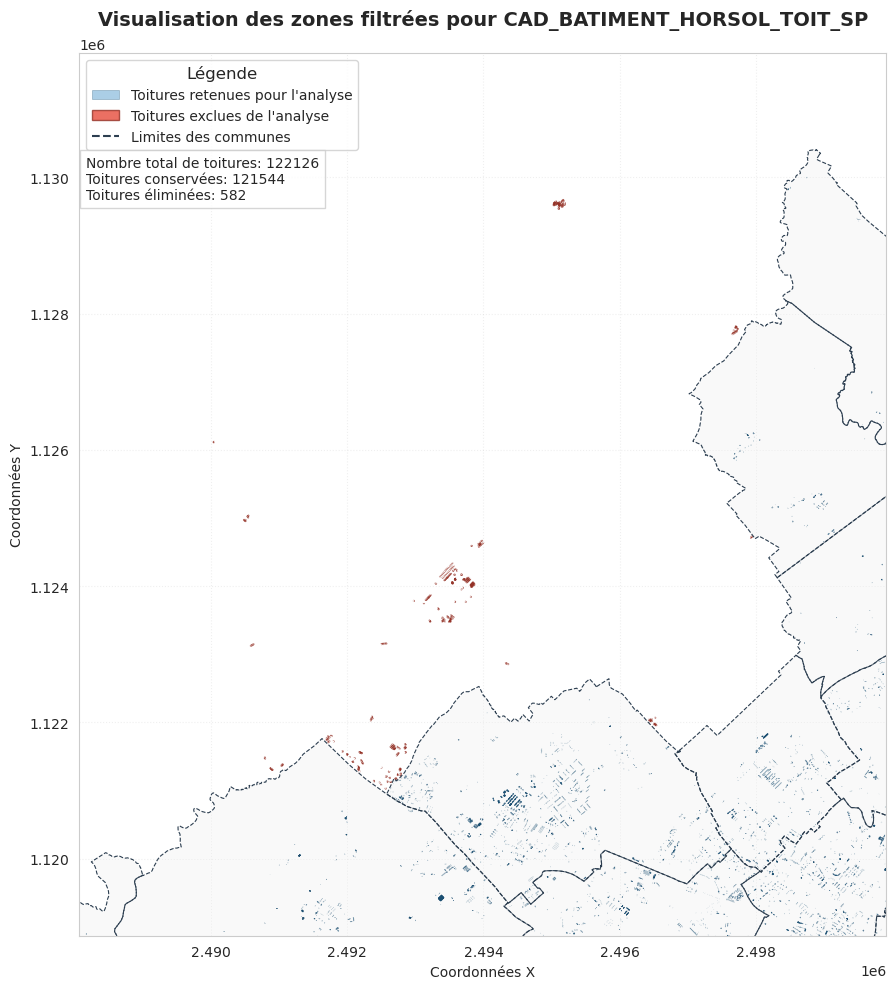 Visualisation des zones filtrées pour CAD_BATIMENT_HORSOL_TOIT_SP
1e6
Légende
Toitures retenues pour l'analyse
Toitures exclues de l'analyse
Limites des communes
Nombre total de toitures: 122126
Toitures conservées: 121544
Toitures éliminées: 582
1.130
1.128
1.126
1.124
1.122
1.120
Coordonnées Y
2.490 2.492 2.494 2.496 2.498
Coordonnées X
1e6